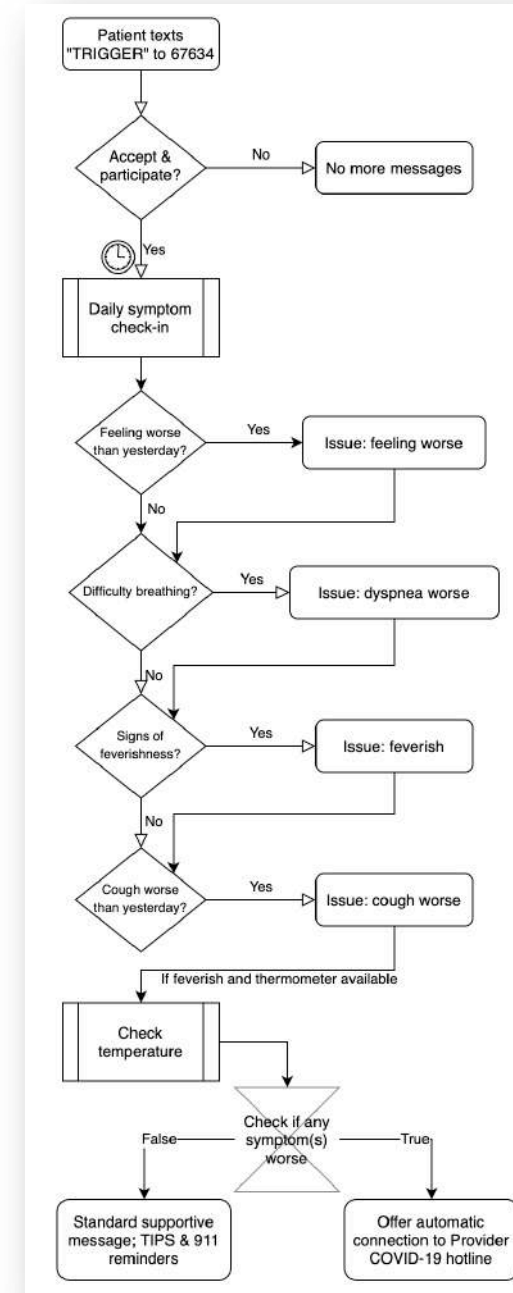 Patient texts
"TRIGGER" to 67634
Accept &
participate?
No
No more messages
Yes
Daily symptom
check-in
Feeling worse
than yesterday?
Yes
Issue: feeling worse
No
Difficulty breathing?
Yes
Issue: dyspnea worse
No
Signs of
feverishness?
Yes
Issue: feverish
No
Cough worse
than yesterday?
Yes
Issue: cough worse
If feverish and thermometer available
Check
temperature
Check if any
symptom(s)
worse
False
True
Standard supportive
message; TIPS & 911
reminders
Offer automatic
connection to Provider
COVID-19 hotline